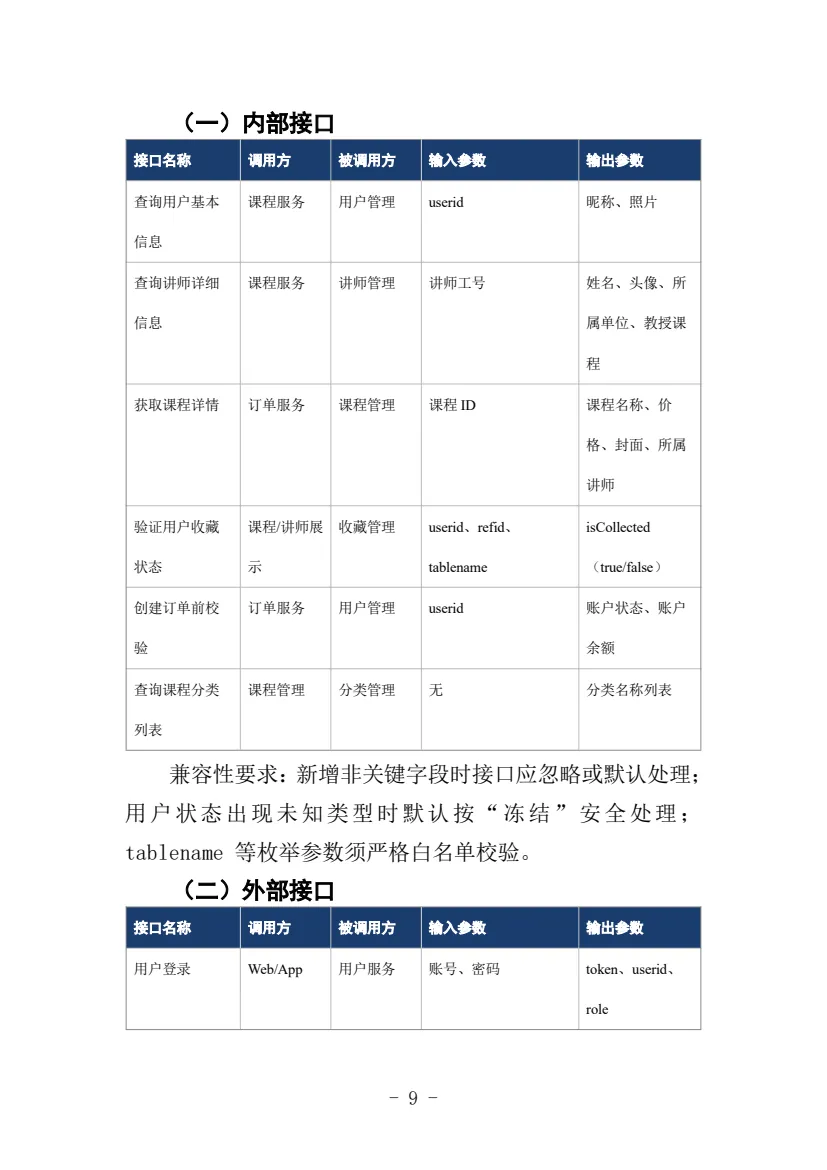 （一）内部接口
接口名称 调用方 被调用方 输入参数 输出参数
查询用户基本 课程服务 用户管理 userid 昵称、照片
信息
查询讲师详细 课程服务 讲师管理 讲师工号 姓名、头像、所
信息 属单位、教授课
程
获取课程详情 订单服务 课程管理 课程 ID 课程名称、价
格、封面、所属
讲师
验证用户收藏 课程/讲师展 收藏管理 userid、refid、 isCollected
状态 示 tablename （true/false）
创建订单前校 订单服务 用户管理 userid 账户状态、账户
验 余额
查询课程分类 课程管理 分类管理 无 分类名称列表
列表
兼容性要求：新增非关键字段时接口应忽略或默认处理；
用户状态出现未知类型时默认按“冻结”安全处理；
tablename 等枚举参数须严格白名单校验。
（二）外部接口
接口名称 调用方 被调用方 输入参数 输出参数
用户登录 Web/App 用户服务 账号、密码 token、userid、
role
- 9 -